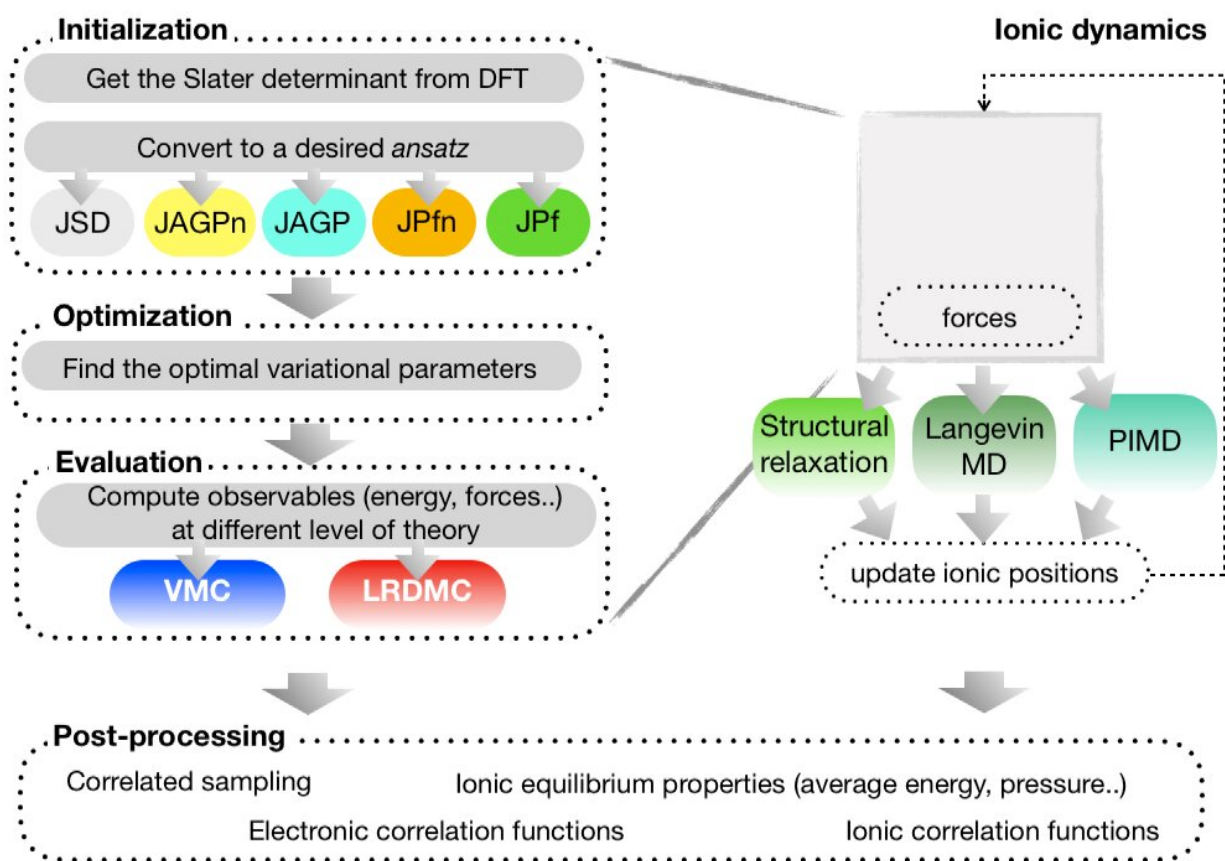 Initialization
Get the Slater determinant from DFT
Convert to a desired ansatz
JSD
JAGPn
JAGP
JPfn
JPf
Optimization
Find the optimal variational parameters
Evaluation
Compute observables (energy, forces..)
at different level of theory
VMC
LRDMC
Ionic dynamics
forces
Structural
relaxation
Langevin
MD
PIMD
update ionic positions
Post-processing
Correlated sampling
Ionic equilibrium properties (average energy, pressure..)
Electronic correlation functions
Ionic correlation functions